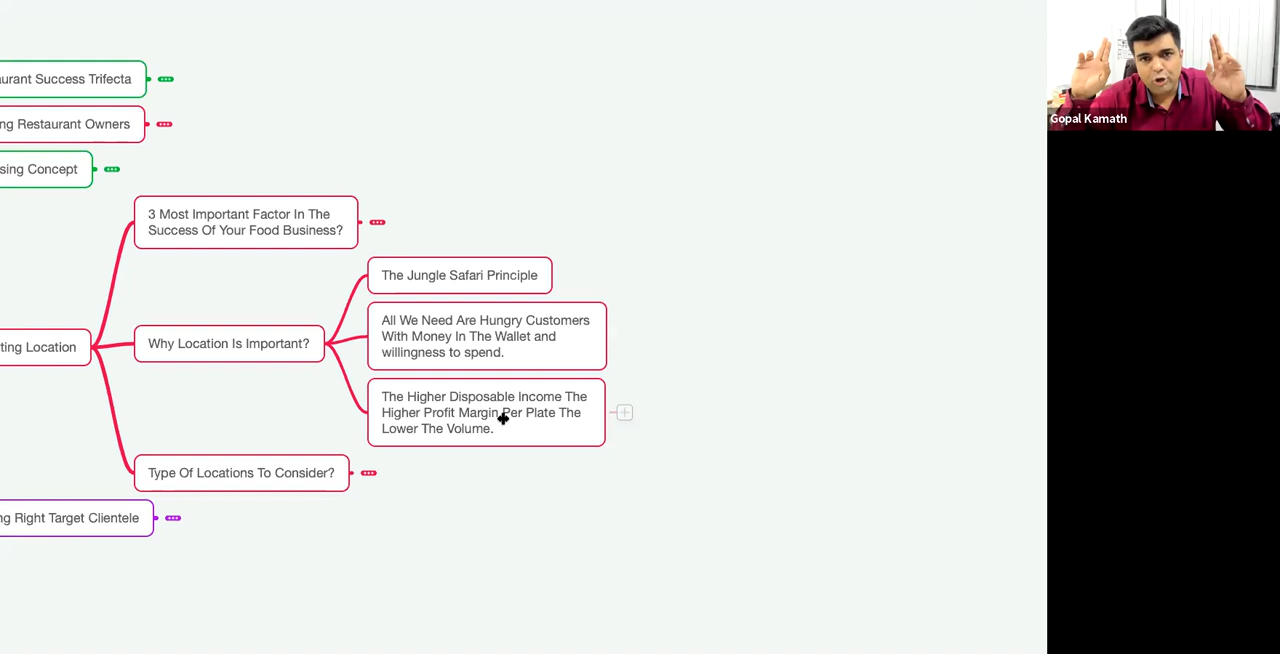 aurant Success Trifecta
ng Restaurant Owners
sing Concept
3 Most Important Factor In The
Success Of Your Food Business?
The Jungle Safari Principle
All We Need Are Hungry Customers
With Money In The Wallet and
willingness to spend.
ting Location
Why Location Is Important?
The Higher Disposable Income The
Higher Profit Margin Per Plate The
Lower The Volume.
Type Of Locations To Consider?
ng Right Target Clientele
Gopal Kamath